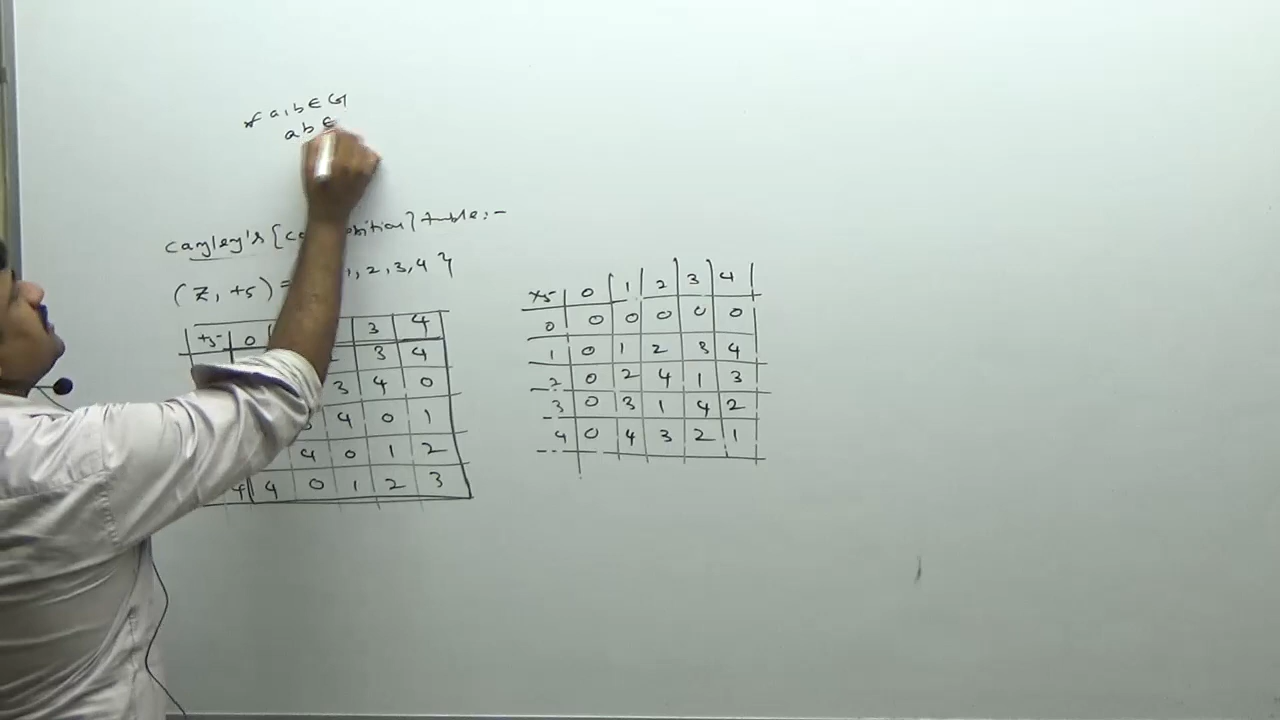 * a,b ∈ G
ab ∈
Cayley's [co osition] table:-
(Z, +5) = 1, 2, 3, 4 }
+5 0 3 4
3 4
3 4 0
4 0 1
4 0 1 2
4 4 0 1 2 3
×5 0 1 2 3 4
0 0 0 0 0 0
1 0 1 2 3 4
2 0 2 4 1 3
3 0 3 1 4 2
4 0 4 3 2 1